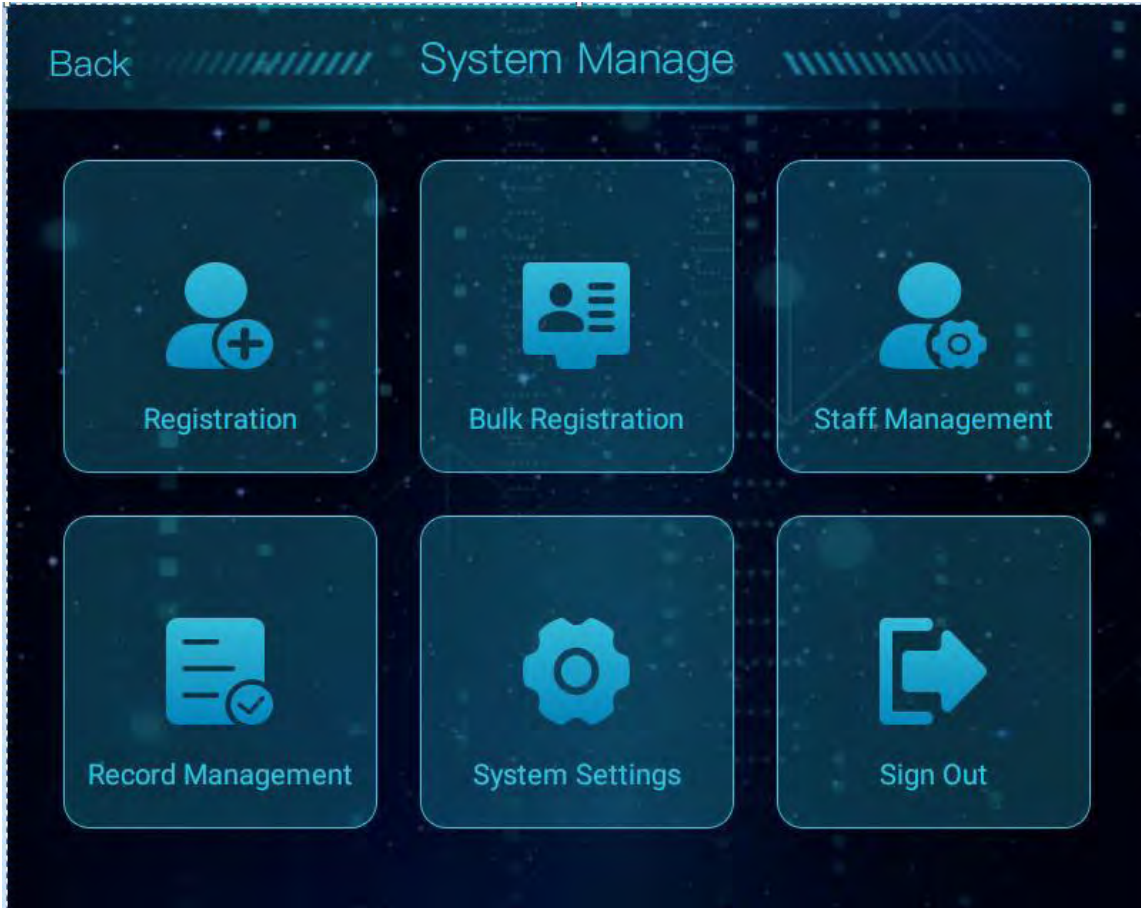 Back
System Manage
Registration
Bulk Registration
Staff Management
Record Management
System Settings
Sign Out